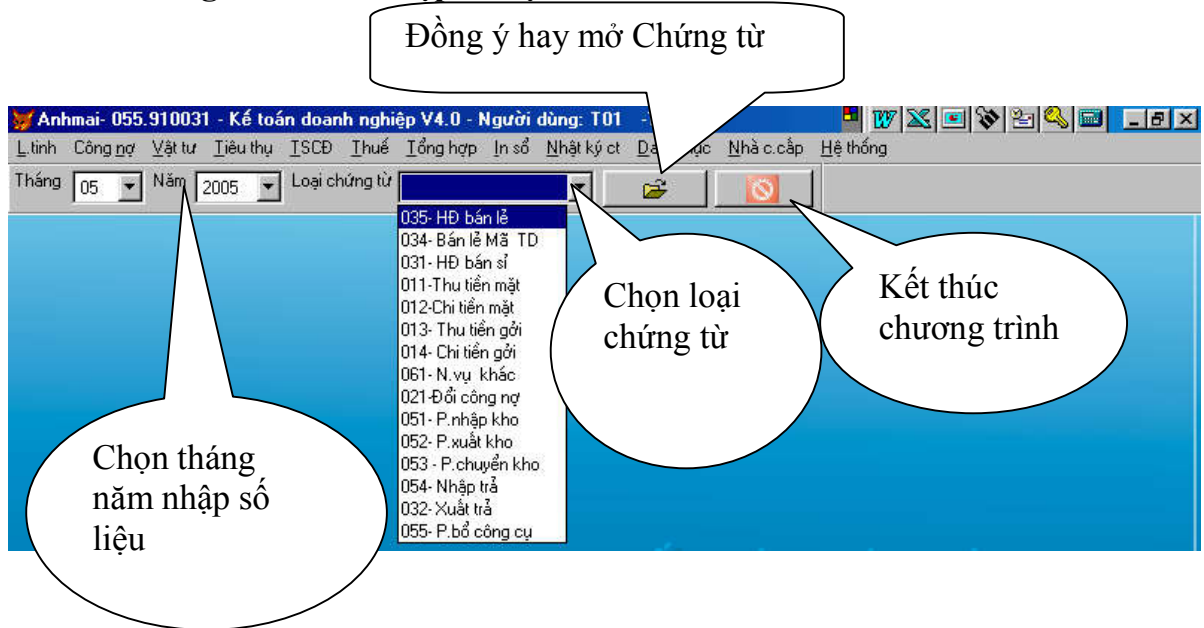 Đồng ý hay mở Chứng từ
Anhmai- 055.910031 - Kế toán doanh nghiệp V4.0 - Người dùng: T01 -
L.tinh Công nợ Vật tư Tiêu thụ TSCĐ Thuế Tổng hợp In sổ Nhật ký ct Nhà c.cấp Hệ thống
Tháng 05 Năm 2005 Loại chứng từ
035- HĐ bán lẻ
034- Bán lẻ Mã TD
031- HĐ bán sỉ
011-Thu tiền mặt
012-Chi tiền mặt
013- Thu tiền gởi
014- Chi tiền gởi
061- N.vụ khác
021-Đổi công nợ
051- P.nhập kho
052- P.xuất kho
053 - P.chuyển kho
054- Nhập trả
032- Xuất trả
055- P.bổ công cụ
Chọn loại
chứng từ
Kết thúc
chương trình
Chọn tháng
năm nhập số
liệu